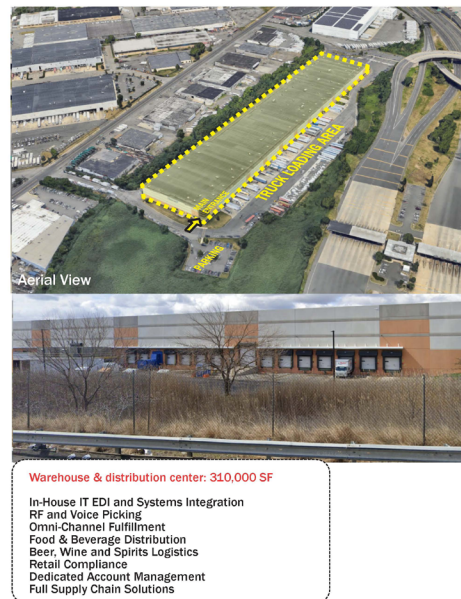 TRUCK LOADING AREA
MAIN
ENTRANCE
PARKING
Aerial View
Warehouse & distribution center: 310,000 SF
In-House IT EDI and Systems Integration
RF and Voice Picking
Omni-Channel Fulfillment
Food & Beverage Distribution
Beer, Wine and Spirits Logistics
Retail Compliance
Dedicated Account Management
Full Supply Chain Solutions